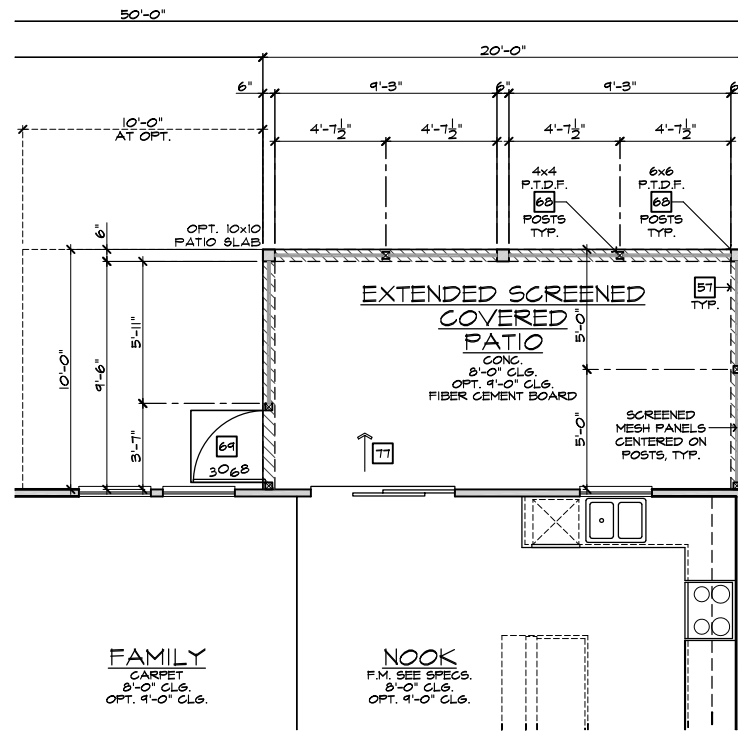 50'-0"
20'-0"
6"
9'-3"
6"
9'-3"
6
10'-0"
AT OPT.
4'-7½"
4'-7½"
4'-7½"
4'-7½"
4x4
P.T.D.F.
68
POSTS
TYP.
6x6
P.T.D.F.
68
POSTS
TYP.
OPT. 10x10
PATIO SLAB
6"
10'-0"
9'-6"
5'-11"
3'-7"
EXTENDED SCREENED
COVERED
PATIO
CONC.
8'-0" CLG.
OPT. 9'-0" CLG.
FIBER CEMENT BOARD
5'-0"
5'-0"
57
TYP.
SCREENED
MESH PANELS
CENTERED ON
POSTS, TYP.
69
3068
77
FAMILY
CARPET
8'-0" CLG.
OPT. 9'-0" CLG.
NOOK
F.M. SEE SPECS.
8'-0" CLG.
OPT. 9'-0" CLG.